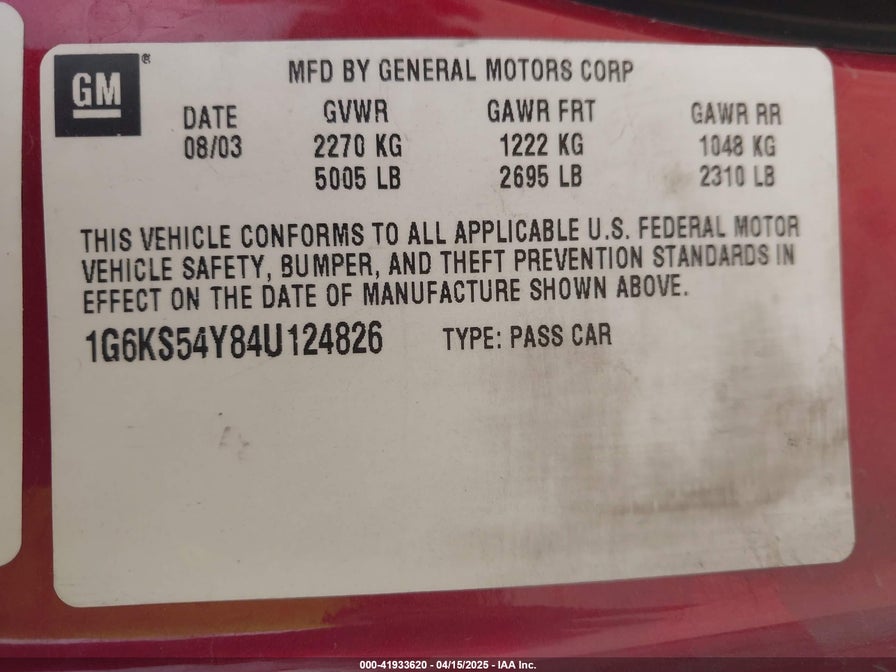 GM®
MFD BY GENERAL MOTORS CORP
DATE GVWR GAWR FRT GAWR RR
08/03 2270 KG 1222 KG 1048 KG
5005 LB 2695 LB 2310 LB
THIS VEHICLE CONFORMS TO ALL APPLICABLE U.S. FEDERAL MOTOR
VEHICLE SAFETY, BUMPER, AND THEFT PREVENTION STANDARDS IN
EFFECT ON THE DATE OF MANUFACTURE SHOWN ABOVE.
1G6KS54Y84U124826 TYPE: PASS CAR
000-41933620 - 04/15/2025 - IAA Inc.